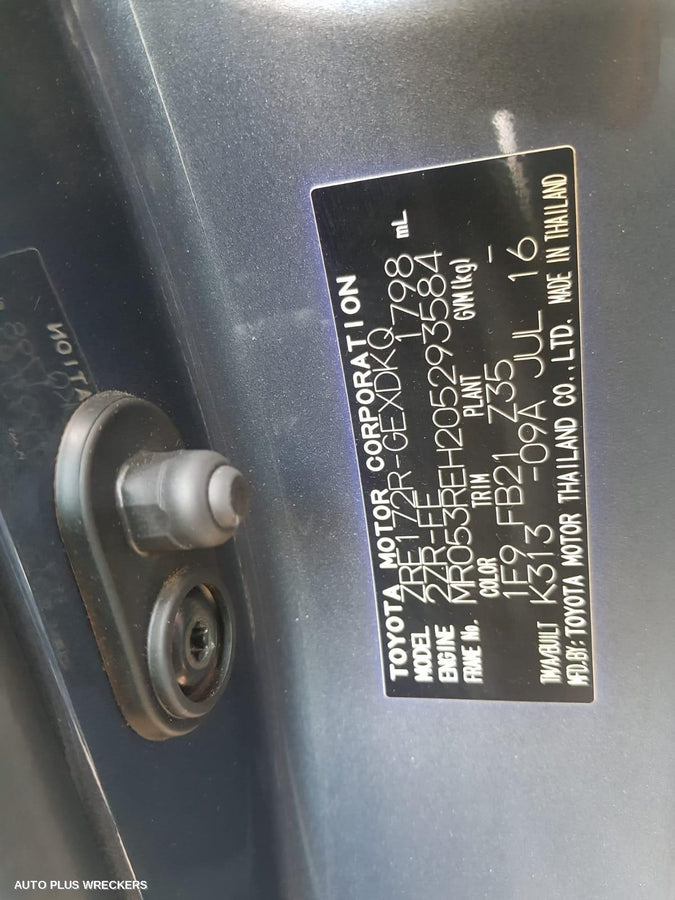 TOYOTA MOTOR CORPORATION
MODEL ZRE172R-GEXDKQ
ENGINE 2ZR-FE 1798 mL
FRAME No. MR053REH205293584
COLOR TRIM PLANT GVM(kg)
1F9 FB21 Z35 -
T/A/BUILT K313 -09A JUL 16
MFD.BY:TOYOTA MOTOR THAILAND CO.,LTD. MADE IN THAILAND
AUTO PLUS WRECKERS